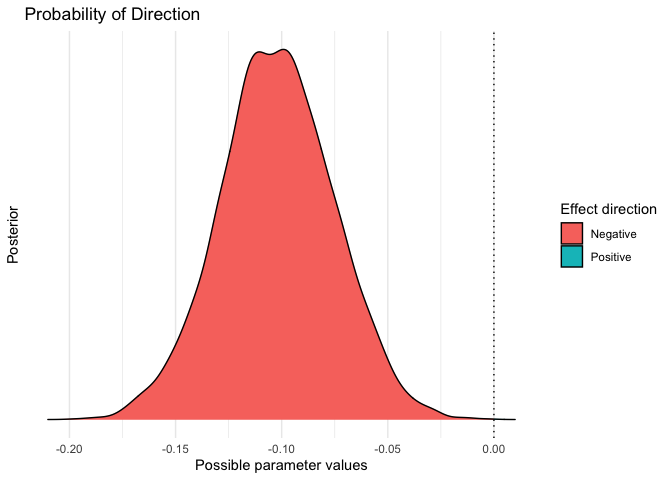 Probability of Direction
Posterior
Effect direction
Negative
Positive
-0.20 -0.15 -0.10 -0.05 0.00
Possible parameter values